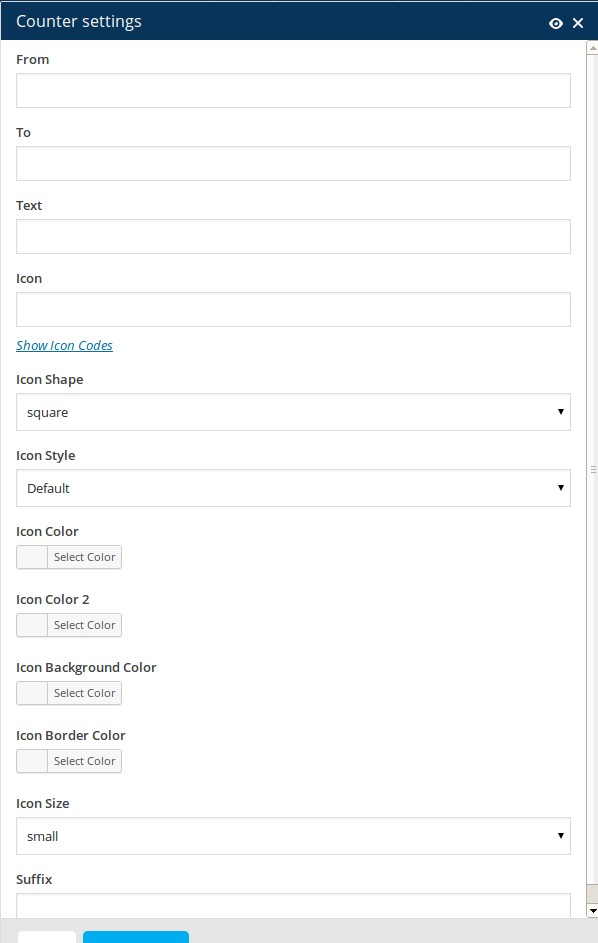 Counter settings
From
To
Text
Icon
Show Icon Codes
Icon Shape
square
Icon Style
Default
Icon Color
Select Color
Icon Color 2
Select Color
Icon Background Color
Select Color
Icon Border Color
Select Color
Icon Size
small
Suffix